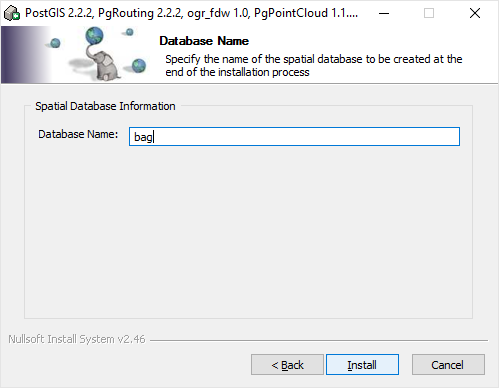 PostGIS 2.2.2, PgRouting 2.2.2, ogr_fdw 1.0, PgPointCloud 1.1....
Database Name
Specify the name of the spatial database to be created at the
end of the installation process
Spatial Database Information
Database Name: bag
Nullsoft Install System v2.46
< Back Install Cancel